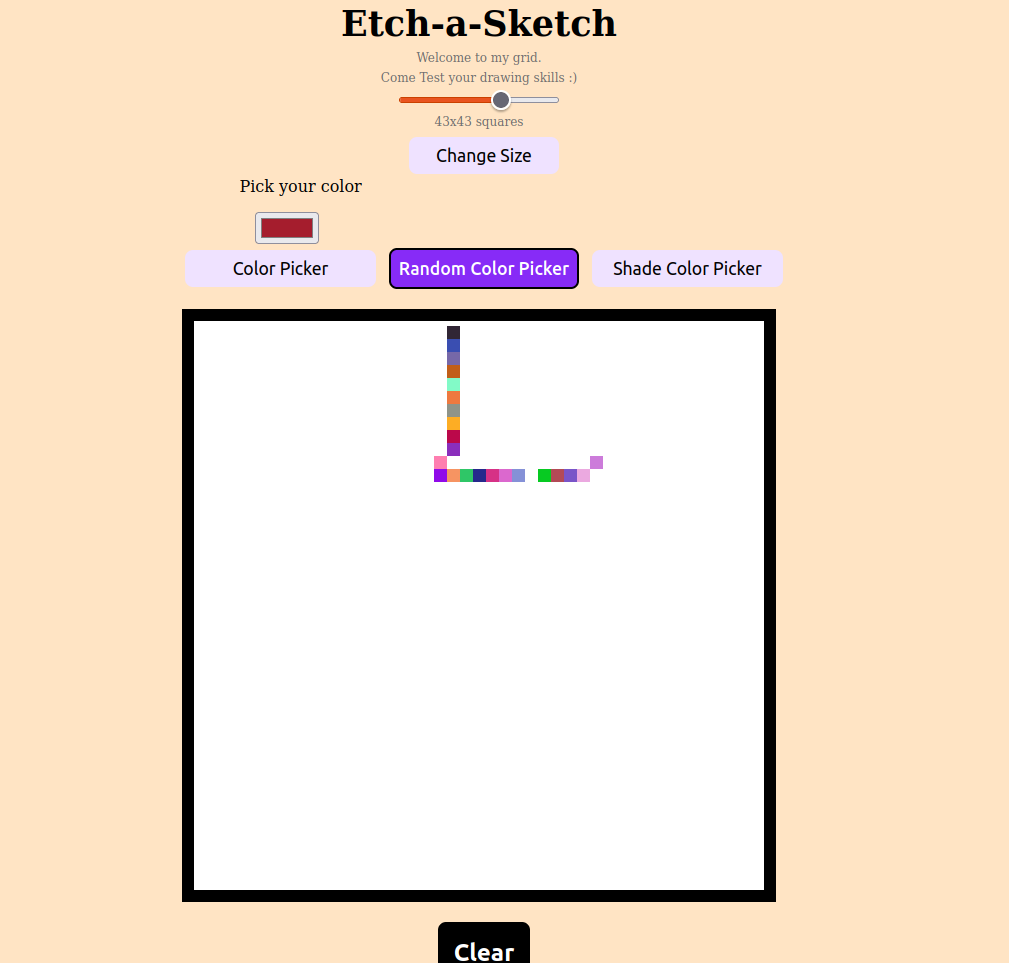 Etch-a-Sketch
Welcome to my grid.
Come Test your drawing skills :)
43x43 squares
Change Size
Pick your color
Color Picker
Random Color Picker
Shade Color Picker
Clear